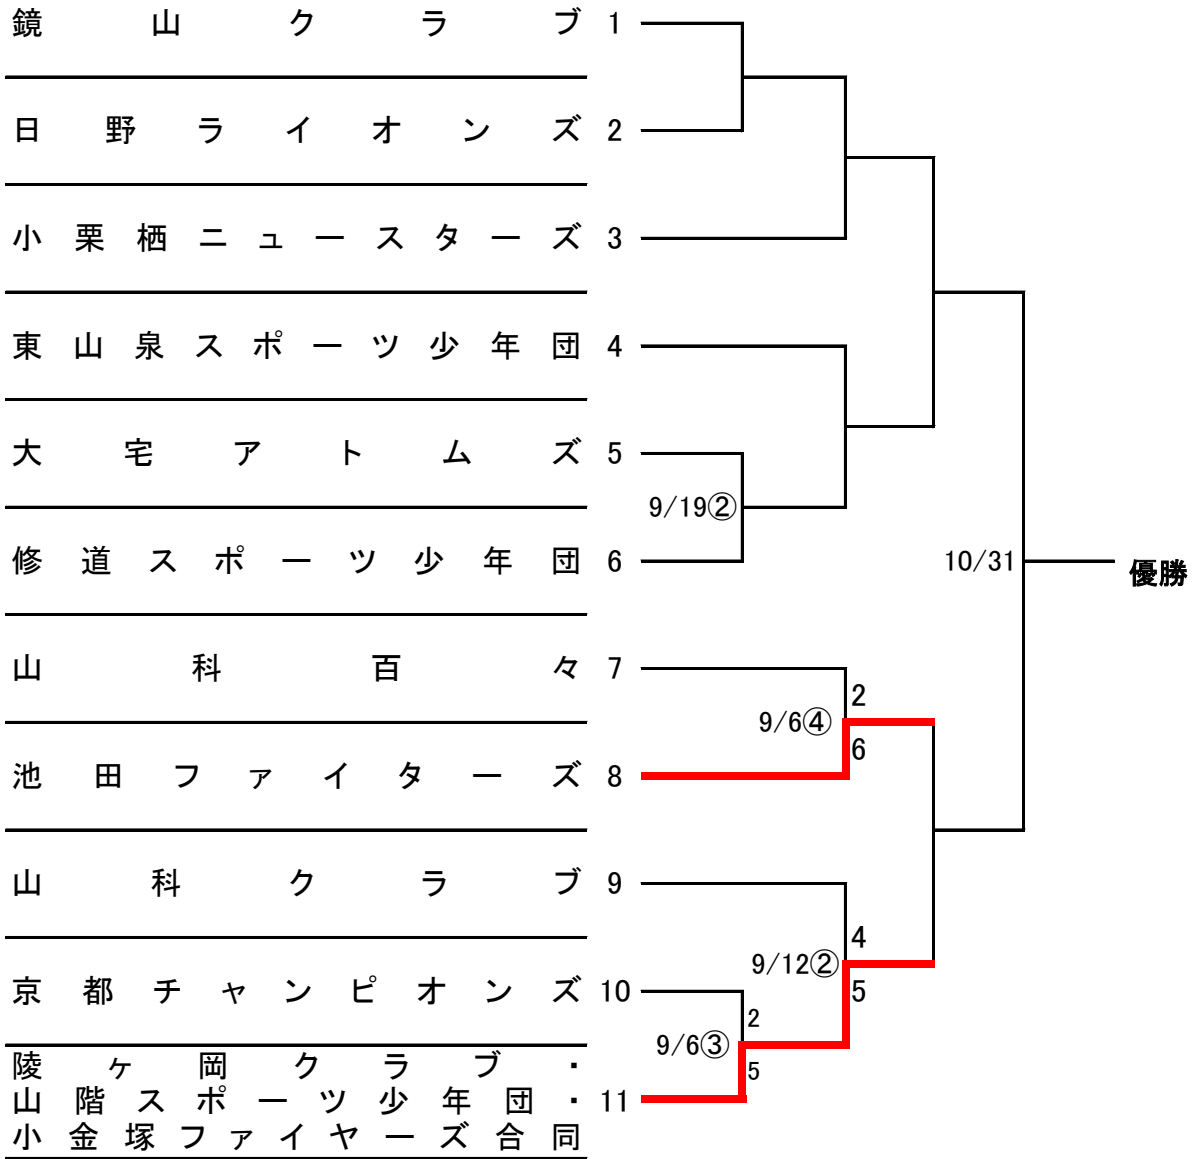 鏡山クラブ 1
日野ライオンズ 2
小栗栖ニュースターズ 3
東山泉スポーツ少年団 4
大宅アトムズ 5
9/19②
修道スポーツ少年団 6
10/31
優勝
山科百々 7
2
9/6④
6
池田ファイターズ 8
山科クラブ 9
4
9/12②
5
京都チャンピオンズ 10
2
9/6③
5
陵ヶ岡クラブ・
山階スポーツ少年団・ 11
小金塚ファイヤーズ合同